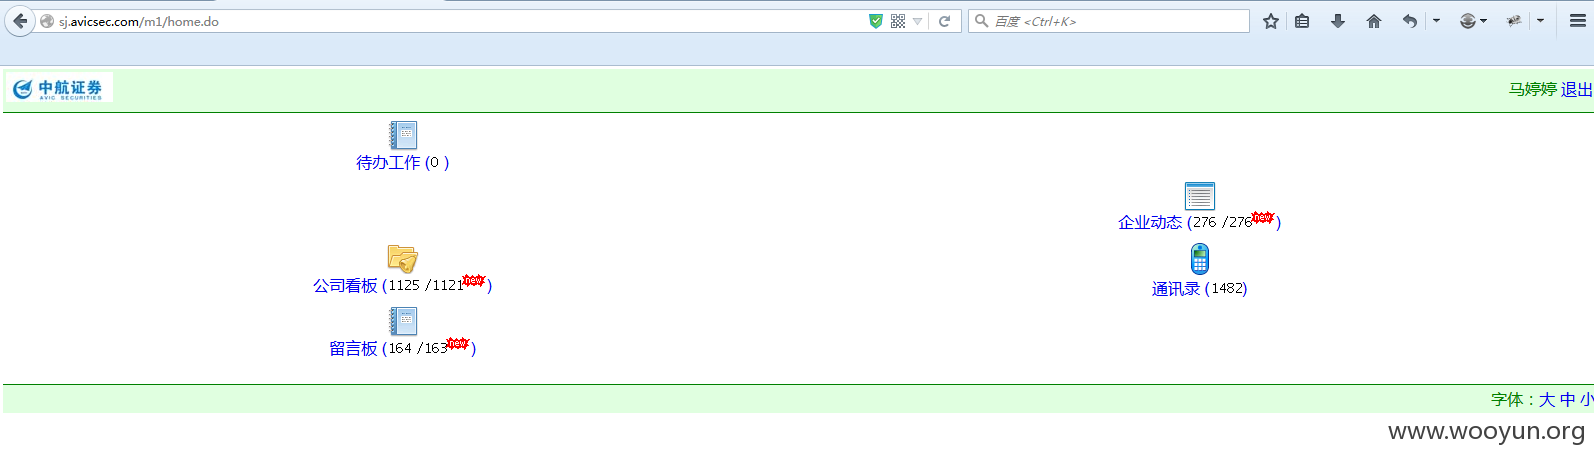 sj.avicsec.com/m1/home.do
百度 <Ctrl+K>
中航证券
AVIC SECURITIES
马婷婷 退出
待办工作 (0 )
企业动态 (276 /276new)
公司看板 (1125 /1121new)
通讯录 (1482)
留言板 (164 /163new)
字体：大 中 小
www.wooyun.org